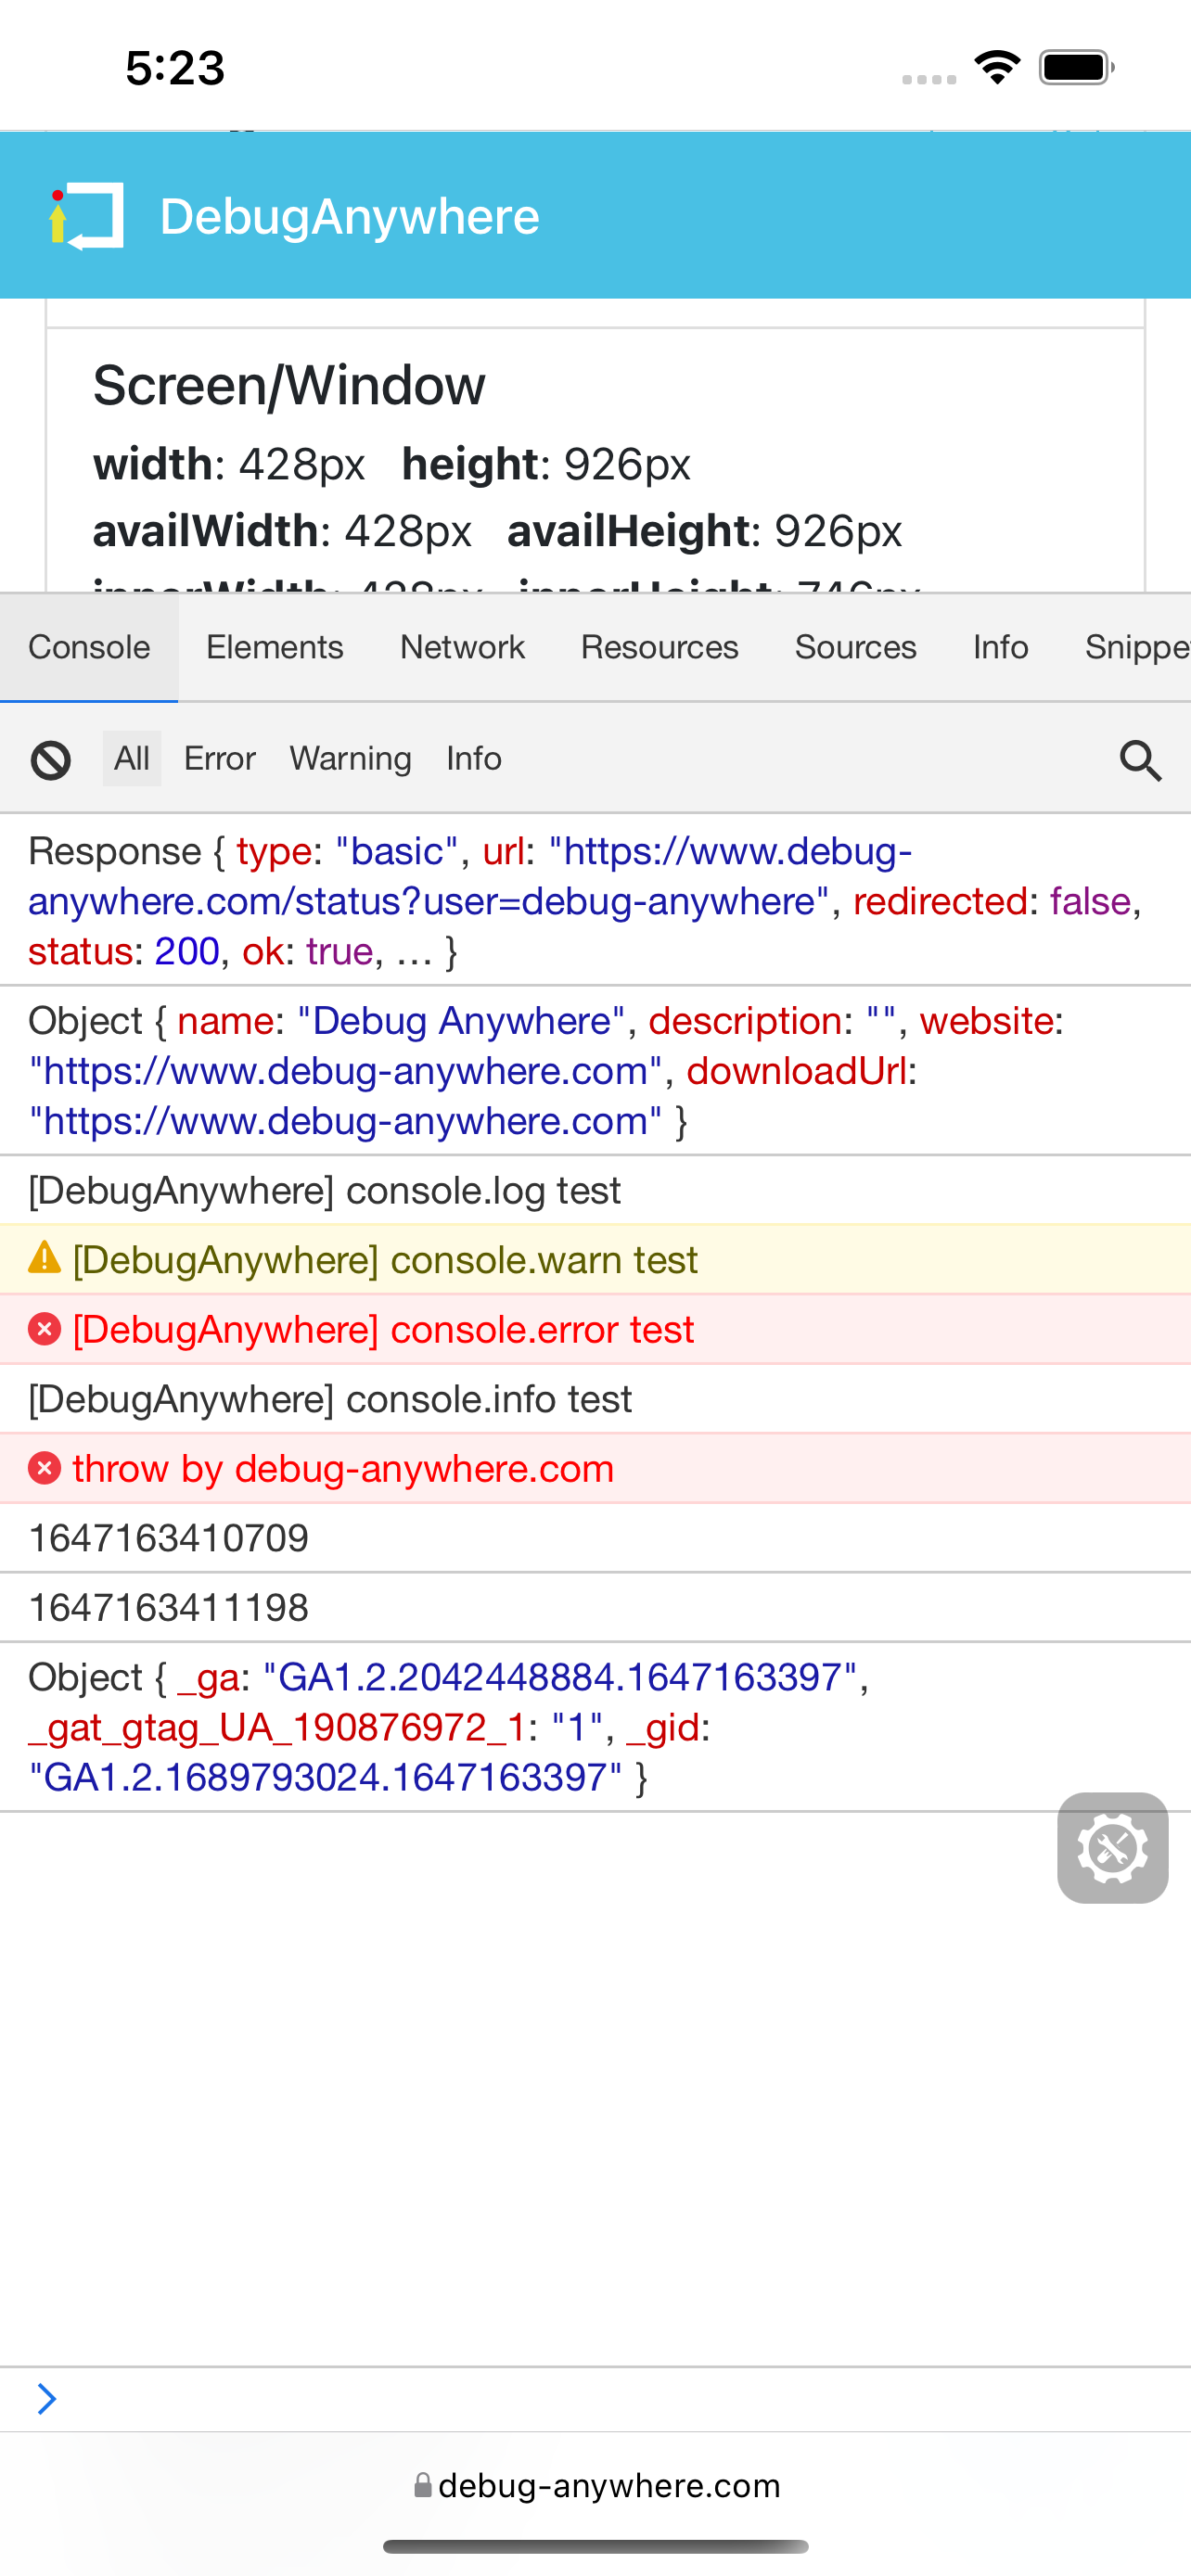 5:23
DebugAnywhere
Screen/Window
width: 428px height: 926px
availWidth: 428px availHeight: 926px
innerWidth: 428px innerHeight: 746px
Console Elements Network Resources Sources Info Snippe
All Error Warning Info
Response { type: "basic", url: "https://www.debug-
anywhere.com/status?user=debug-anywhere", redirected: false,
status: 200, ok: true, … }
Object { name: "Debug Anywhere", description: "", website:
"https://www.debug-anywhere.com", downloadUrl:
"https://www.debug-anywhere.com" }
[DebugAnywhere] console.log test
[DebugAnywhere] console.warn test
[DebugAnywhere] console.error test
[DebugAnywhere] console.info test
throw by debug-anywhere.com
1647163410709
1647163411198
Object { _ga: "GA1.2.2042448884.1647163397",
_gat_gtag_UA_190876972_1: "1", _gid:
"GA1.2.1689793024.1647163397" }
debug-anywhere.com